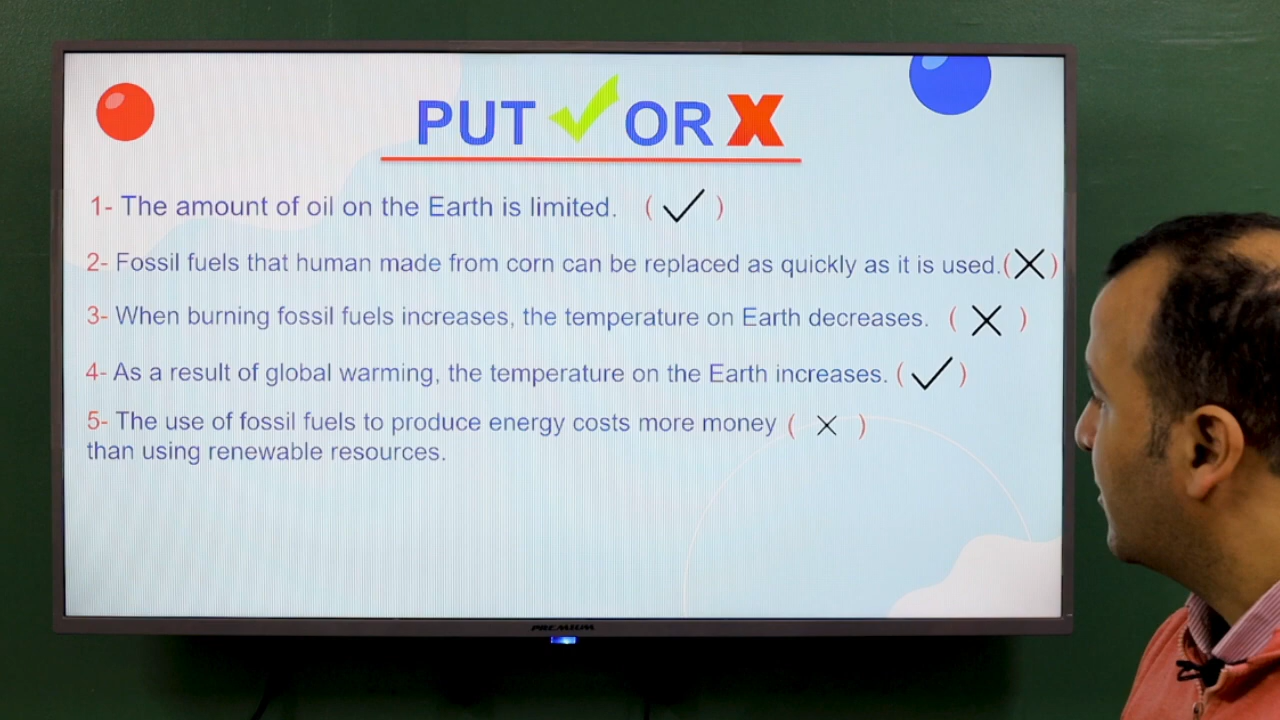 PUT ✓ OR X
1- The amount of oil on the Earth is limited. ( ✓ )
2- Fossil fuels that human made from corn can be replaced as quickly as it is used.( X )
3- When burning fossil fuels increases, the temperature on Earth decreases. ( X )
4- As a result of global warming, the temperature on the Earth increases. ( ✓ )
5- The use of fossil fuels to produce energy costs more money ( X )
than using renewable resources.
PREMIUM